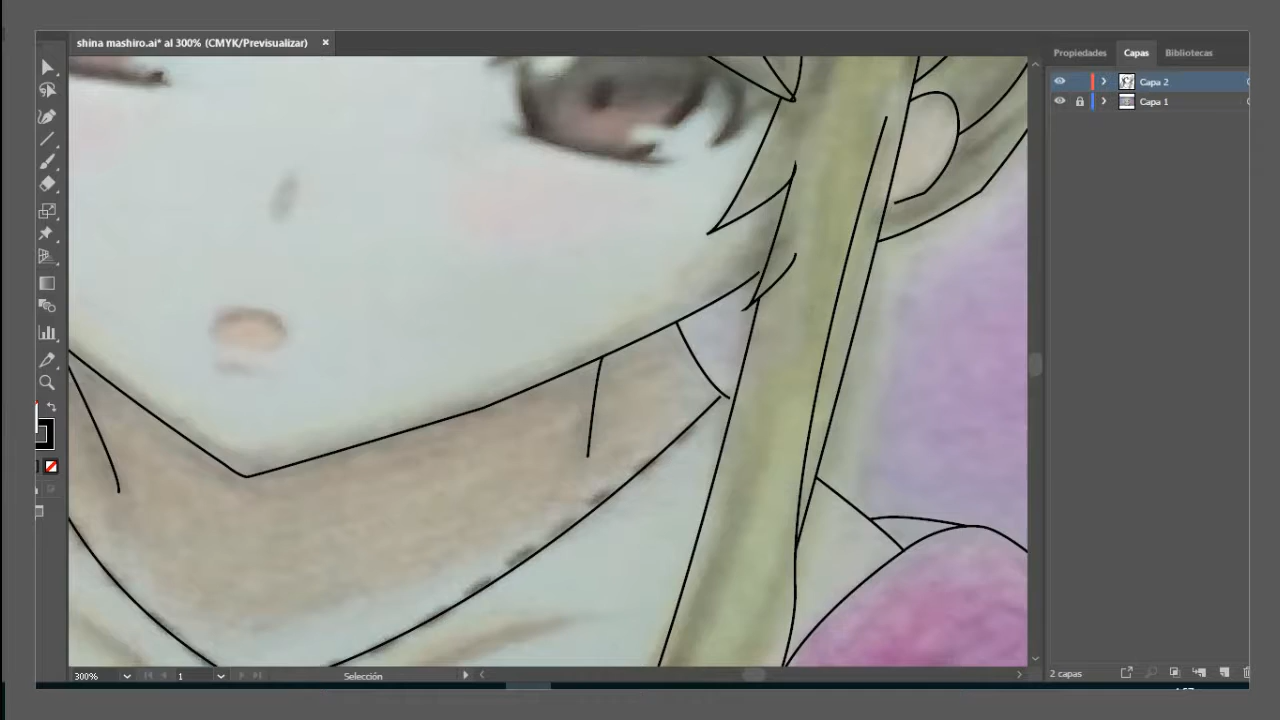 shina mashiro.ai* al 300% (CMYK/Previsualizar) ×
Propiedades Capas Bibliotecas
Capa 2
Capa 1
300% 1 Selección
2 capas